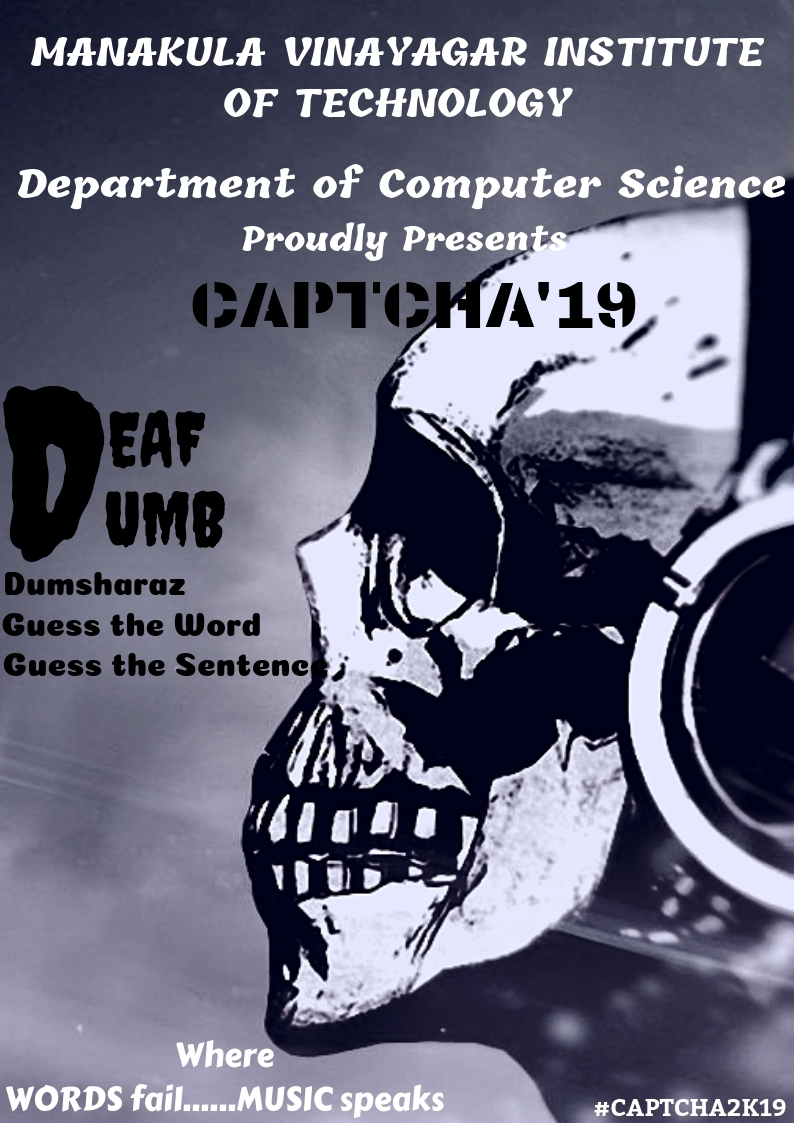 MANAKULA VINAYAGAR INSTITUTE
OF TECHNOLOGY
Department of Computer Science
Proudly Presents
CAPTCHA'19
DEAF
DUMB
Dumsharaz
Guess the Word
Guess the Sentence
Where
WORDS fail......MUSIC speaks
#CAPTCHA2K19